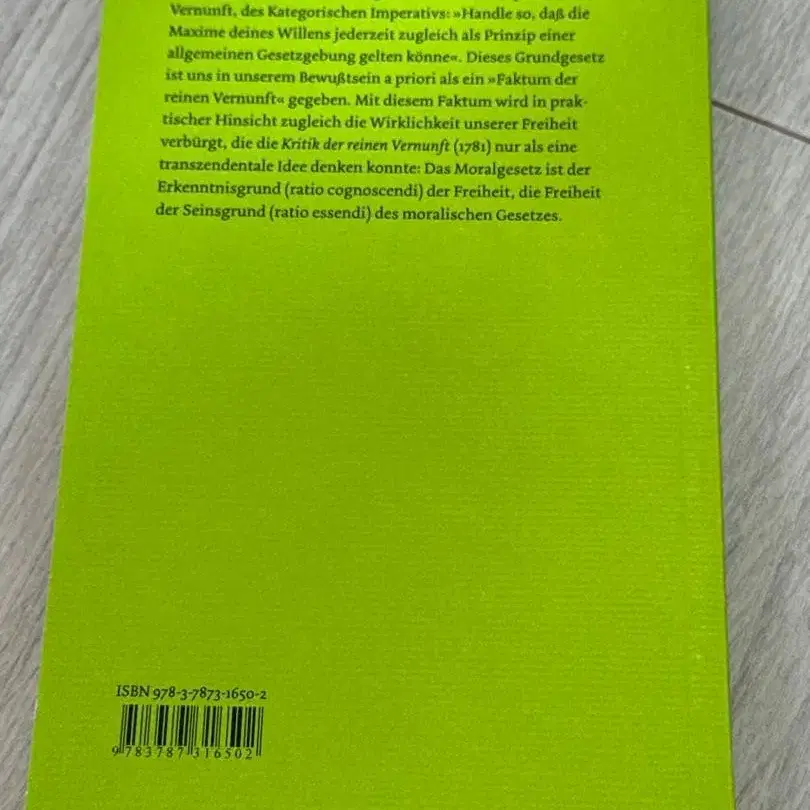 Vernunft, des Kategorischen Imperativs: »Handle so, daß die
Maxime deines Willens jederzeit zugleich als Prinzip einer
allgemeinen Gesetzgebung gelten könne«. Dieses Grundgesetz
ist uns in unserem Bewußtsein a priori als ein »Faktum der
reinen Vernunft« gegeben. Mit diesem Faktum wird in prak-
tischer Hinsicht zugleich die Wirklichkeit unserer Freiheit
verbürgt, die die Kritik der reinen Vernunft (1781) nur als eine
transzendentale Idee denken konnte: Das Moralgesetz ist der
Erkenntnisgrund (ratio cognoscendi) der Freiheit, die Freiheit
der Seinsgrund (ratio essendi) des moralischen Gesetzes.
ISBN 978-3-7873-1650-2
9 783787 316502